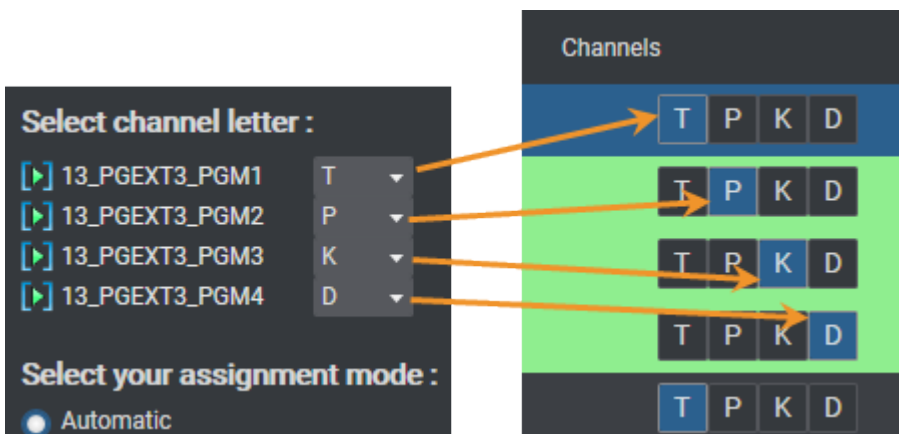 Channels
T P K D
T P K D
T P K D
T P K D
T P K D
Select channel letter :
13_PGEXT3_PGM1 T
13_PGEXT3_PGM2 P
13_PGEXT3_PGM3 K
13_PGEXT3_PGM4 D
Select your assignment mode :
Automatic